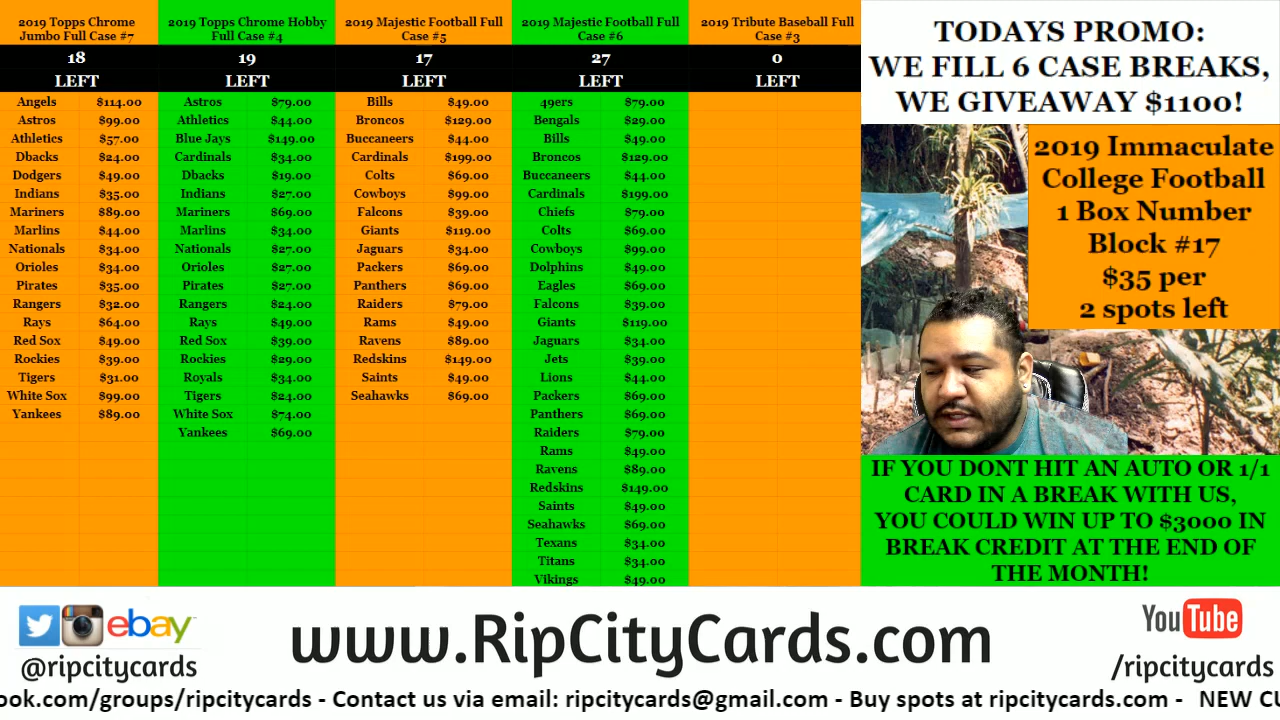 2019 Topps Chrome
Jumbo Full Case #7
18
LEFT
Angels $114.00
Astros $99.00
Athletics $57.00
Dbacks $24.00
Dodgers $49.00
Indians $35.00
Mariners $89.00
Marlins $44.00
Nationals $34.00
Orioles $34.00
Pirates $35.00
Rangers $32.00
Rays $64.00
Red Sox $49.00
Rockies $39.00
Tigers $31.00
White Sox $99.00
Yankees $89.00
2019 Topps Chrome Hobby
Full Case #4
19
LEFT
Astros $79.00
Athletics $44.00
Blue Jays $149.00
Cardinals $34.00
Dbacks $19.00
Indians $27.00
Mariners $69.00
Marlins $34.00
Nationals $27.00
Orioles $27.00
Pirates $27.00
Rangers $24.00
Rays $49.00
Red Sox $39.00
Rockies $29.00
Royals $34.00
Tigers $24.00
White Sox $74.00
Yankees $69.00
2019 Majestic Football Full
Case #5
17
LEFT
Bills $49.00
Broncos $129.00
Buccaneers $44.00
Cardinals $199.00
Colts $69.00
Cowboys $99.00
Falcons $39.00
Giants $119.00
Jaguars $34.00
Packers $69.00
Panthers $69.00
Raiders $79.00
Rams $49.00
Ravens $89.00
Redskins $149.00
Saints $49.00
Seahawks $69.00
2019 Majestic Football Full
Case #6
27
LEFT
49ers $79.00
Bengals $29.00
Bills $49.00
Broncos $129.00
Buccaneers $44.00
Cardinals $199.00
Chiefs $79.00
Colts $69.00
Cowboys $99.00
Dolphins $49.00
Eagles $69.00
Falcons $39.00
Giants $119.00
Jaguars $34.00
Jets $39.00
Lions $44.00
Packers $69.00
Panthers $69.00
Raiders $79.00
Rams $49.00
Ravens $89.00
Redskins $149.00
Saints $49.00
Seahawks $69.00
Texans $34.00
Titans $34.00
Vikings $49.00
2019 Tribute Baseball Full
Case #3
0
LEFT
TODAYS PROMO:
WE FILL 6 CASE BREAKS,
WE GIVEAWAY $1100!
2019 Immaculate
College Football
1 Box Number
Block #17
$35 per
2 spots left
IF YOU DONT HIT AN AUTO OR 1/1
CARD IN A BREAK WITH US,
YOU COULD WIN UP TO $3000 IN
BREAK CREDIT AT THE END OF
THE MONTH!
ebay
@ripcitycards
www.RipCityCards.com
YouTube
/ripcitycards
ook.com/groups/ripcitycards - Contact us via email: ripcitycards@gmail.com - Buy spots at ripcitycards.com - NEW CU